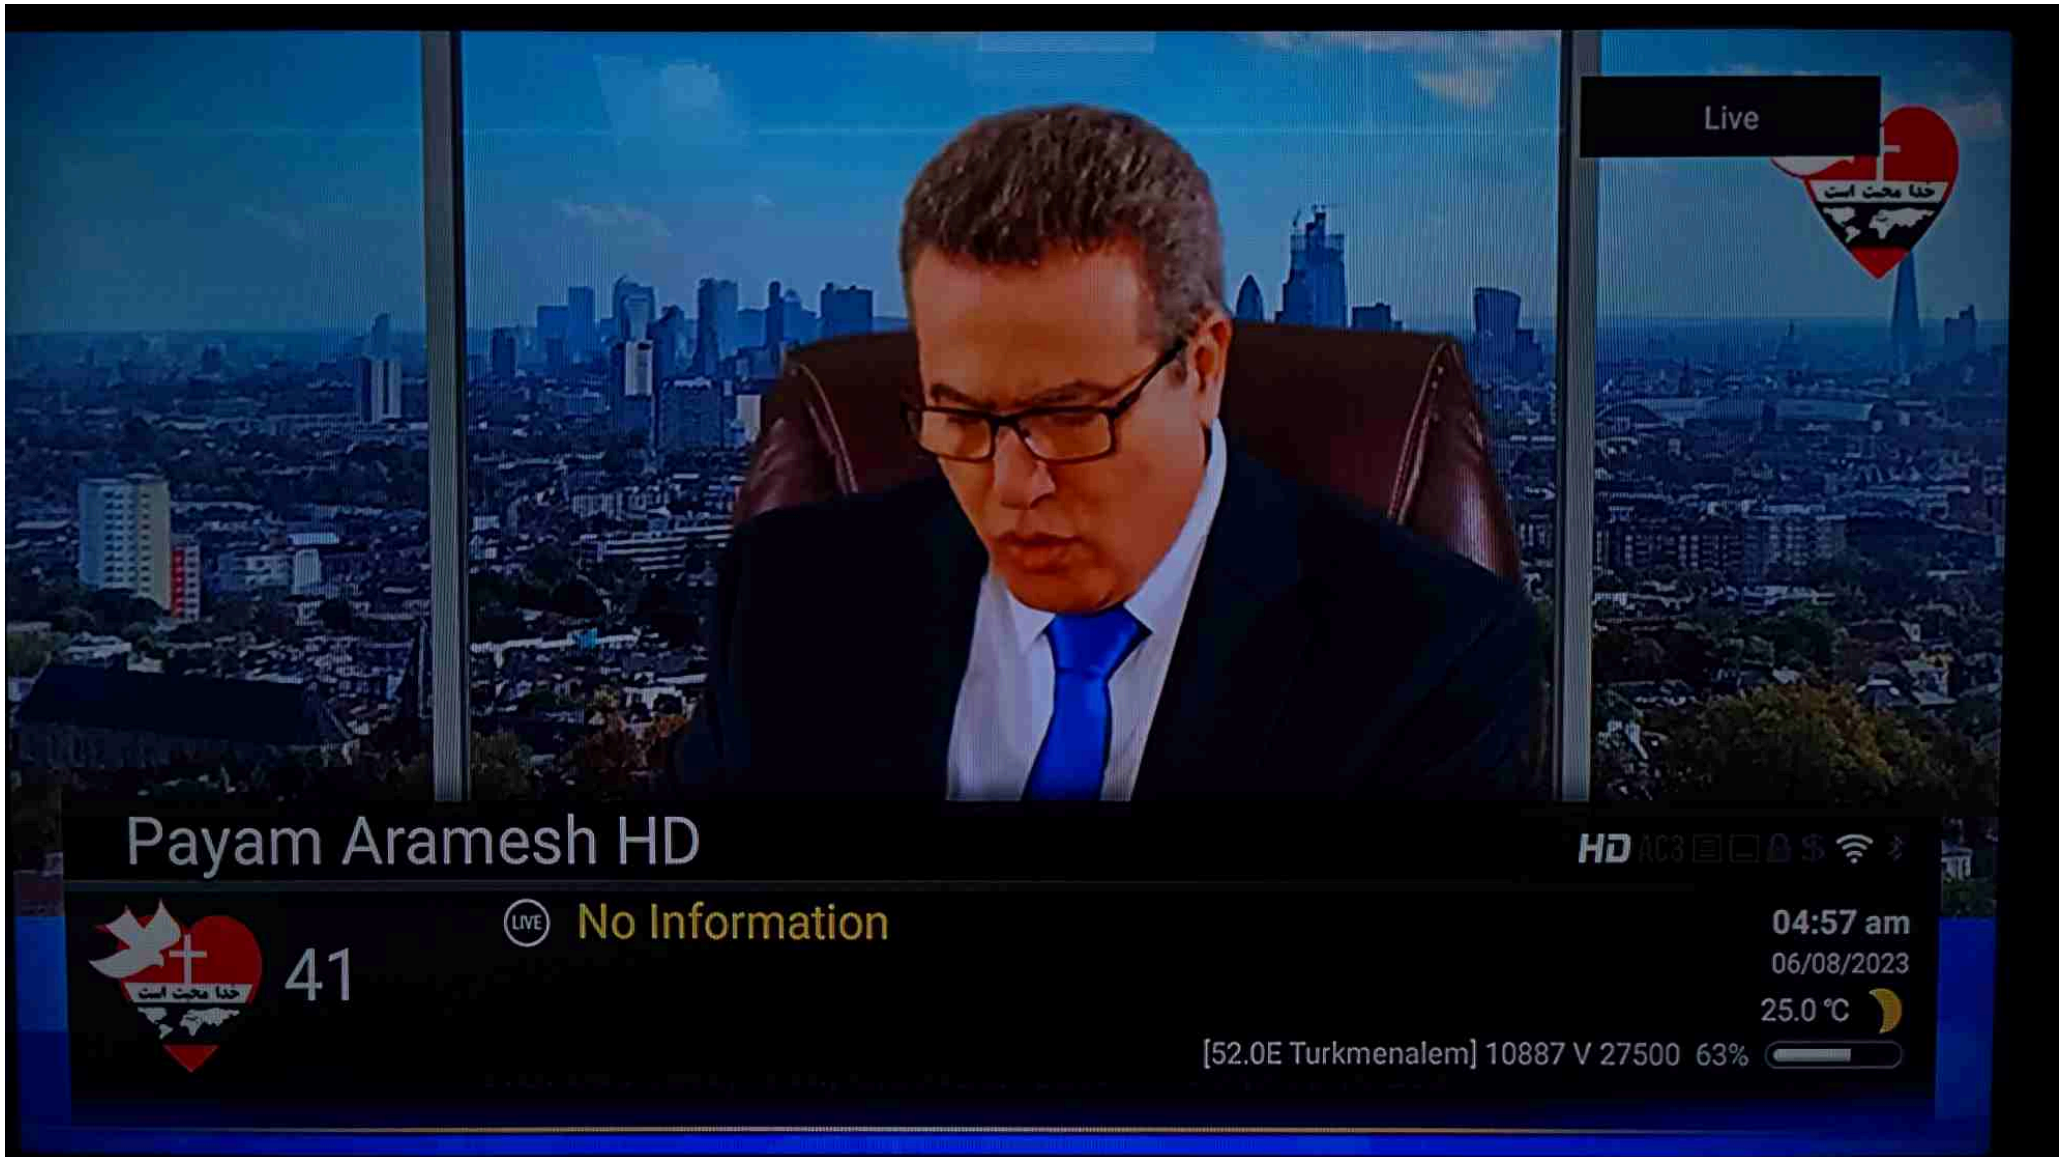 Live
خدا محبت است
Payam Aramesh HD
HD AC3 $
LIVE No Information
خدا محبت است
41
04:57 am
06/08/2023
25.0 °C
[52.0E Turkmenalem] 10887 V 27500 63%